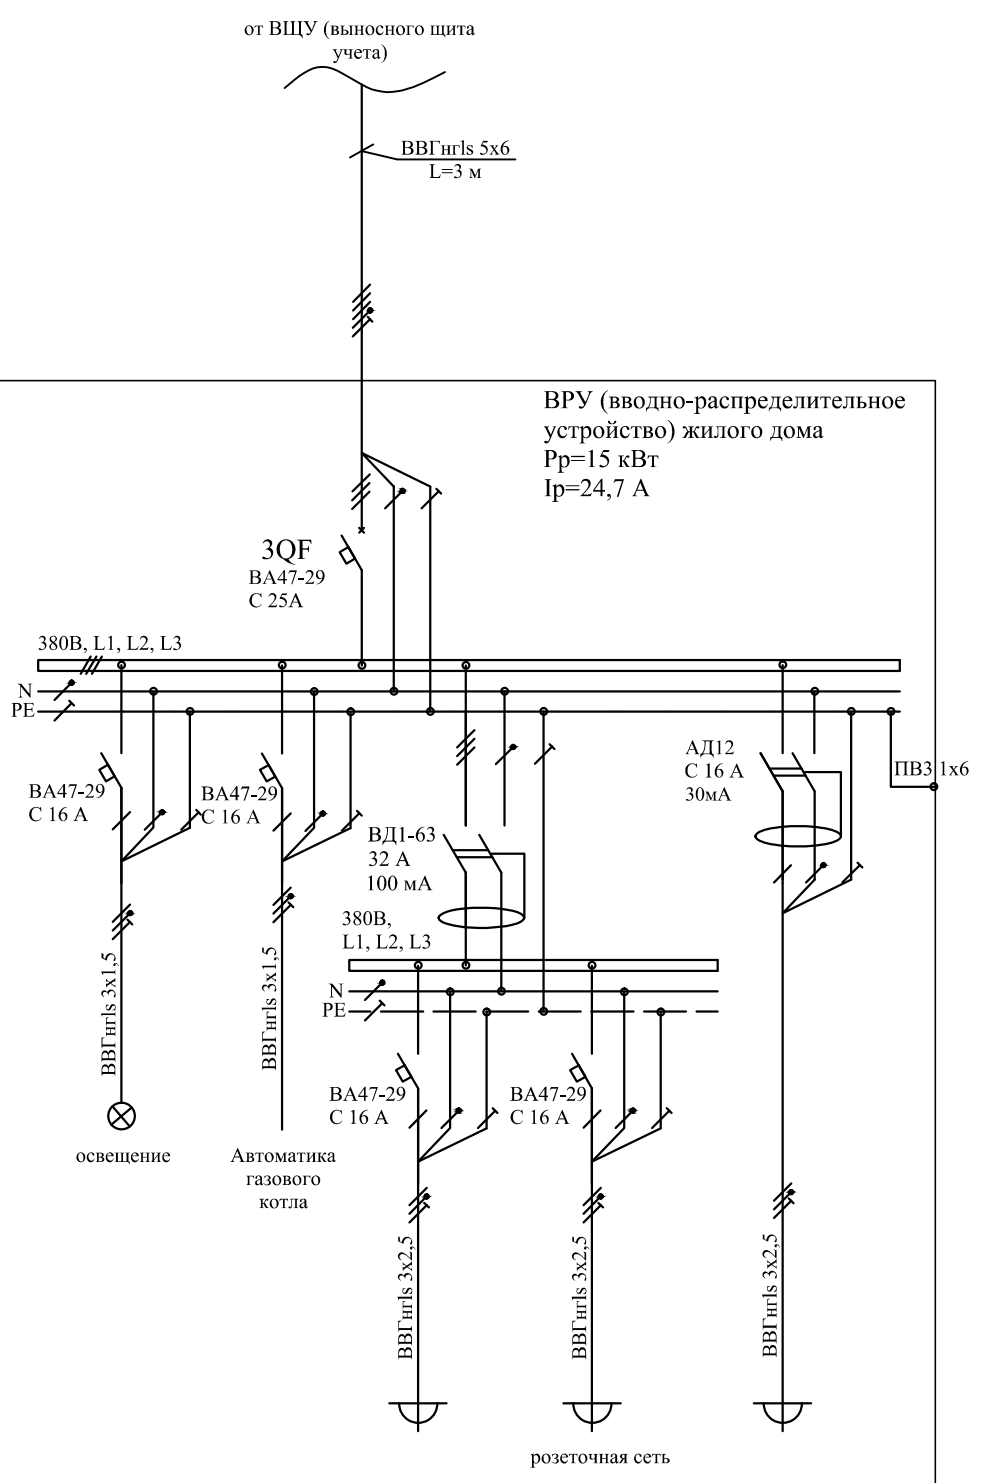 от ВЩУ (выносного щита
учета)
ВВГнгls 5х6
L=3 м
ВРУ (вводно-распределительное
устройство) жилого дома
Рр=15 кВт
Iр=24,7 А
3QF
ВА47-29
С 25А
380В, L1, L2, L3
N
PE
ВА47-29
С 16 А
ВА47-29
С 16 А
ВД1-63
32 А
100 мА
АД12
С 16 А
30мА
ПВ3 1х6
380В,
L1, L2, L3
N
PE
ВВГнгls 3х1,5
ВВГнгls 3х1,5
ВА47-29
С 16 А
ВА47-29
С 16 А
освещение
Автоматика
газового
котла
ВВГнгls 3х2,5
ВВГнгls 3х2,5
ВВГнгls 3х2,5
розеточная сеть